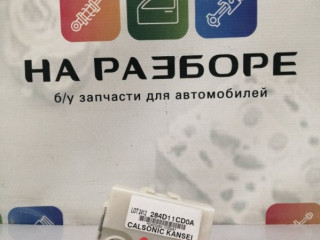 НА РАЗБОРЕ
б/у запчасти для автомобилей
284D11CD0A
CALSONIC KANSEI